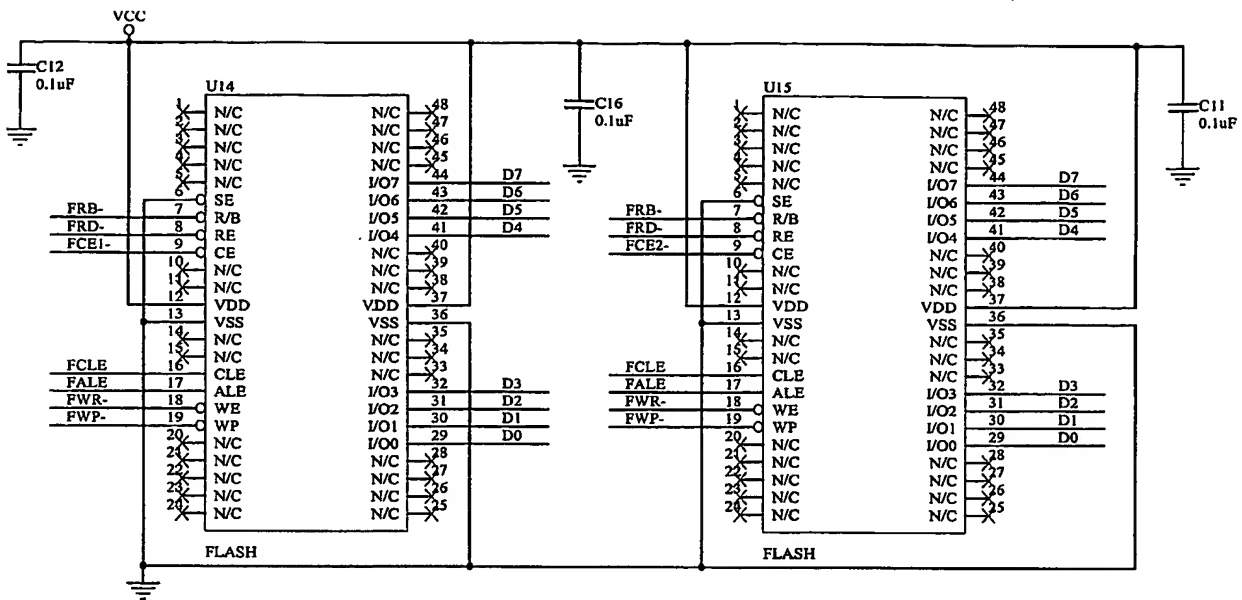 VCC
C12
0.1uF
C16
0.1uF
C11
0.1uF
U14
1 N/C N/C 48
2 N/C N/C 47
3 N/C N/C 46
4 N/C N/C 45
5 N/C I/O7 44 D7
6 SE I/O6 43 D6
FRB- 7 R/B I/O5 42 D5
FRD- 8 RE I/O4 41 D4
FCE1- 9 CE N/C 40
10 N/C N/C 39
11 N/C N/C 38
12 VDD VDD 37
13 VSS VSS 36
14 N/C N/C 35
15 N/C N/C 34
FCLE 16 CLE N/C 33
FALE 17 ALE I/O3 32 D3
FWR- 18 WE I/O2 31 D2
FWP- 19 WP I/O1 30 D1
20 N/C I/O0 29 D0
21 N/C N/C 28
22 N/C N/C 27
23 N/C N/C 26
24 N/C N/C 25
FLASH
U15
1 N/C N/C 48
2 N/C N/C 47
3 N/C N/C 46
4 N/C N/C 45
5 N/C I/O7 44 D7
6 SE I/O6 43 D6
FRB- 7 R/B I/O5 42 D5
FRD- 8 RE I/O4 41 D4
FCE2- 9 CE N/C 40
10 N/C N/C 39
11 N/C N/C 38
12 VDD VDD 37
13 VSS VSS 36
14 N/C N/C 35
15 N/C N/C 34
FCLE 16 CLE N/C 33
FALE 17 ALE I/O3 32 D3
FWR- 18 WE I/O2 31 D2
FWP- 19 WP I/O1 30 D1
20 N/C I/O0 29 D0
21 N/C N/C 28
22 N/C N/C 27
23 N/C N/C 26
24 N/C N/C 25
FLASH